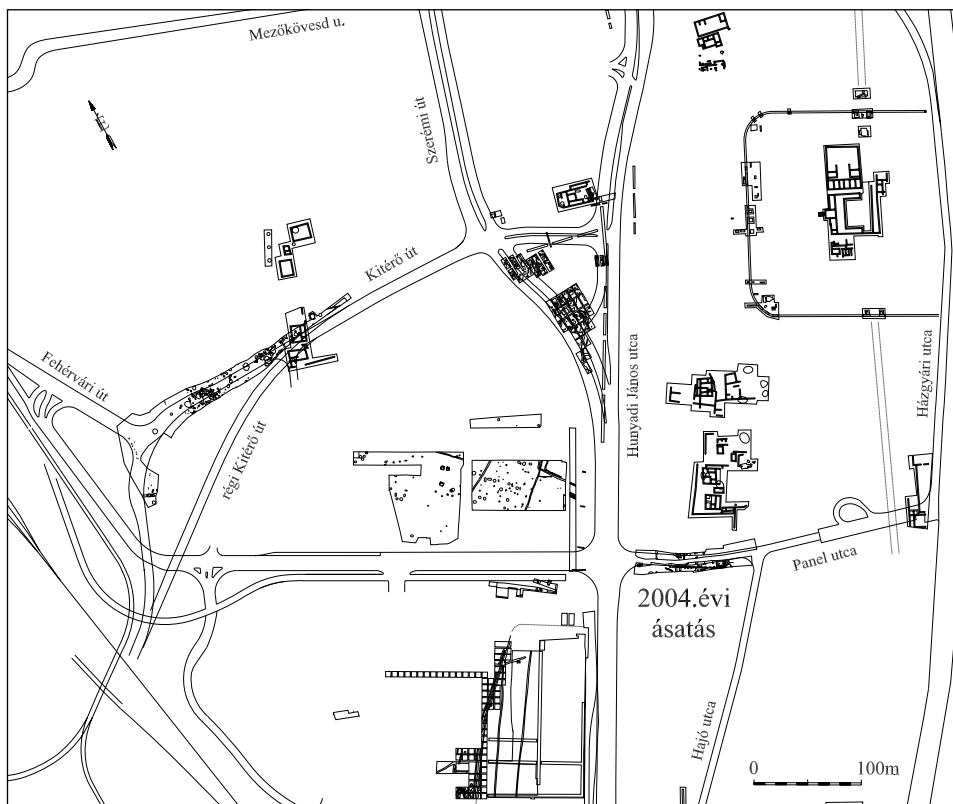 Mezőkövesd u.
Szerémi út
É
Kitérő út
Fehérvári út
régi Kitérő út
Hunyadi János utca
Házgyári utca
Panel utca
2004.évi
ásatás
Hajó utca
0 100m